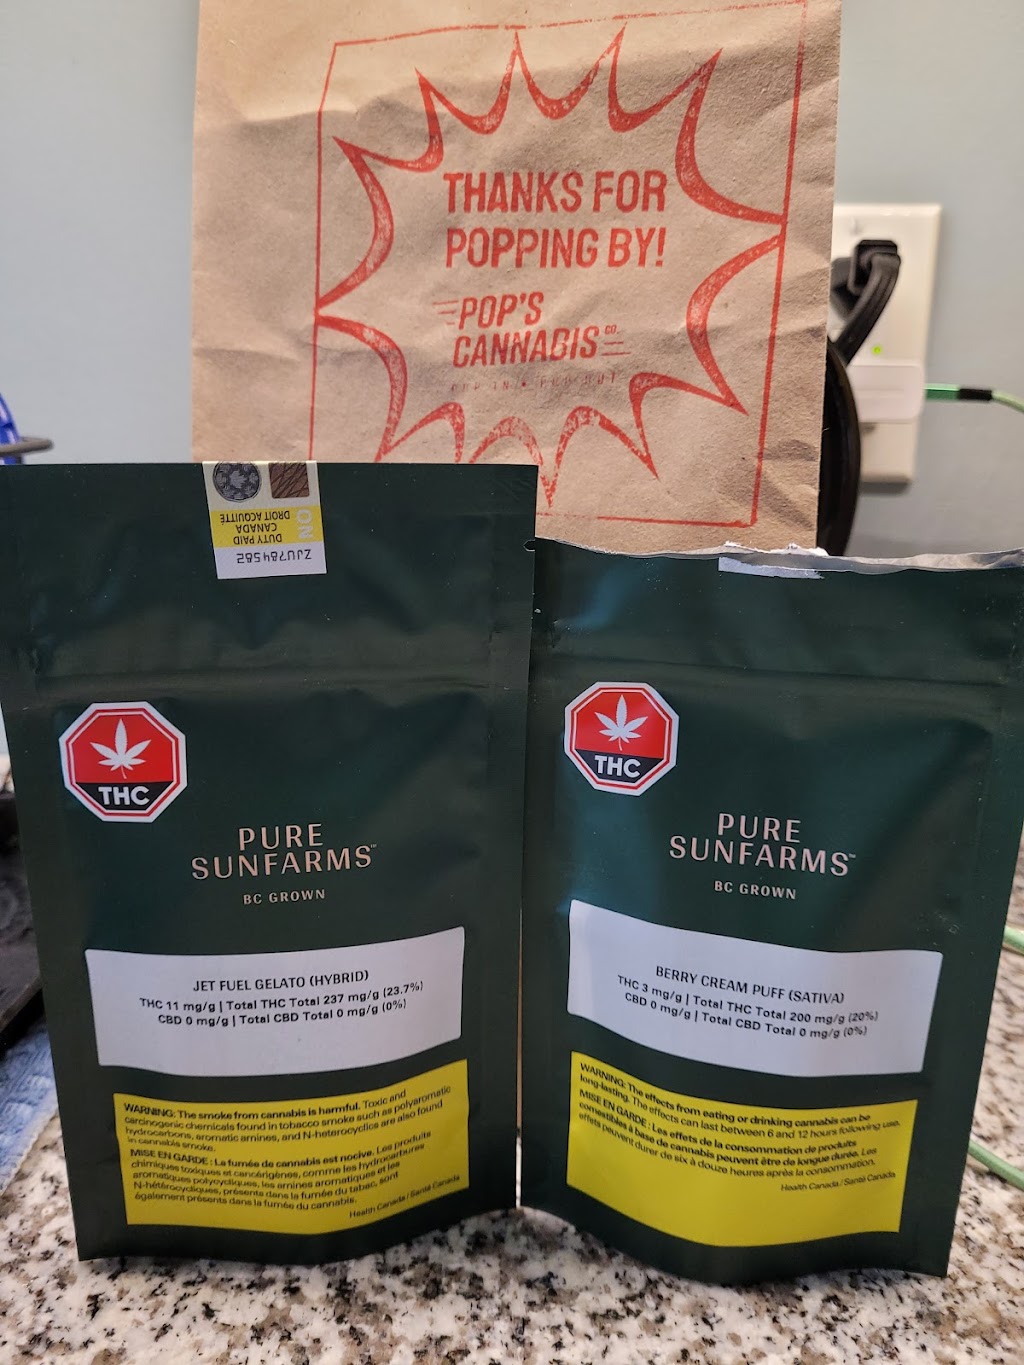 THANKS FOR
POPPING BY!
POP'S
CANNABIS CO.
POP IN • POP OUT
NO
DROIT ACQUITTÉ
CANADA
DUTY PAID
ZJU784582
THC
PURE
SUNFARMS™
BC GROWN
JET FUEL GELATO (HYBRID)
THC 11 mg/g | Total THC Total 237 mg/g (23.7%)
CBD 0 mg/g | Total CBD Total 0 mg/g (0%)
WARNING: The smoke from cannabis is harmful. Toxic and
carcinogenic chemicals found in tobacco smoke such as polyaromatic
hydrocarbons, aromatic amines, and N-heterocyclics are also found
in cannabis smoke.
MISE EN GARDE : La fumée de cannabis est nocive. Les produits
chimiques toxiques et cancérigènes, comme les hydrocarbures
aromatiques polycycliques, les amines aromatiques et les
N-hétérocycliques, présents dans la fumée du tabac, sont
également présents dans la fumée du cannabis.
Health Canada / Santé Canada
THC
PURE
SUNFARMS™
BC GROWN
BERRY CREAM PUFF (SATIVA)
THC 3 mg/g | Total THC Total 200 mg/g (20%)
CBD 0 mg/g | Total CBD Total 0 mg/g (0%)
WARNING: The effects from eating or drinking cannabis can be
long-lasting. The effects can last between 6 and 12 hours following use.
MISE EN GARDE : Les effets de la consommation de produits
comestibles à base de cannabis peuvent être de longue durée. Les
effets peuvent durer de six à douze heures après la consommation.
Health Canada / Santé Canada